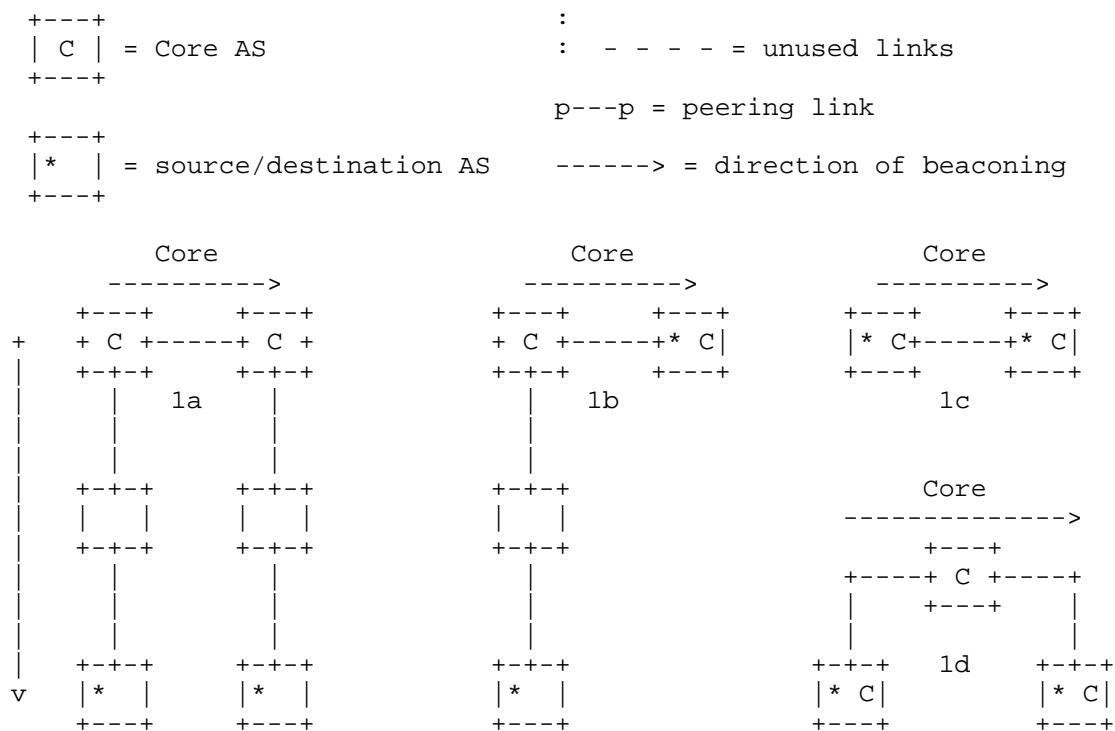 +---+ :
| C | = Core AS : - - - - = unused links
+---+
p---p = peering link
+---+
|* | = source/destination AS ------> = direction of beaconing
+---+
Core Core Core
----------> ----------> ---------->
+---+ +---+ +---+ +---+ +---+ +---+
+ + C +-----+ C + + C +-----+* C| |* C+-----+* C|
| +-+-+ +-+-+ +-+-+ +---+ +---+ +---+
| | 1a | | 1b 1c
| | | |
| | | |
| +-+-+ +-+-+ +-+-+ Core
| | | | | | | -------------->
| +-+-+ +-+-+ +-+-+ +---+
| | | | +----+ C +----+
| | | | | +---+ |
| | | | | |
| +-+-+ +-+-+ +-+-+ +-+-+ 1d +-+-+
v |* | |* | |* | |* C| |* C|
+---+ +---+ +---+ +---+ +---+